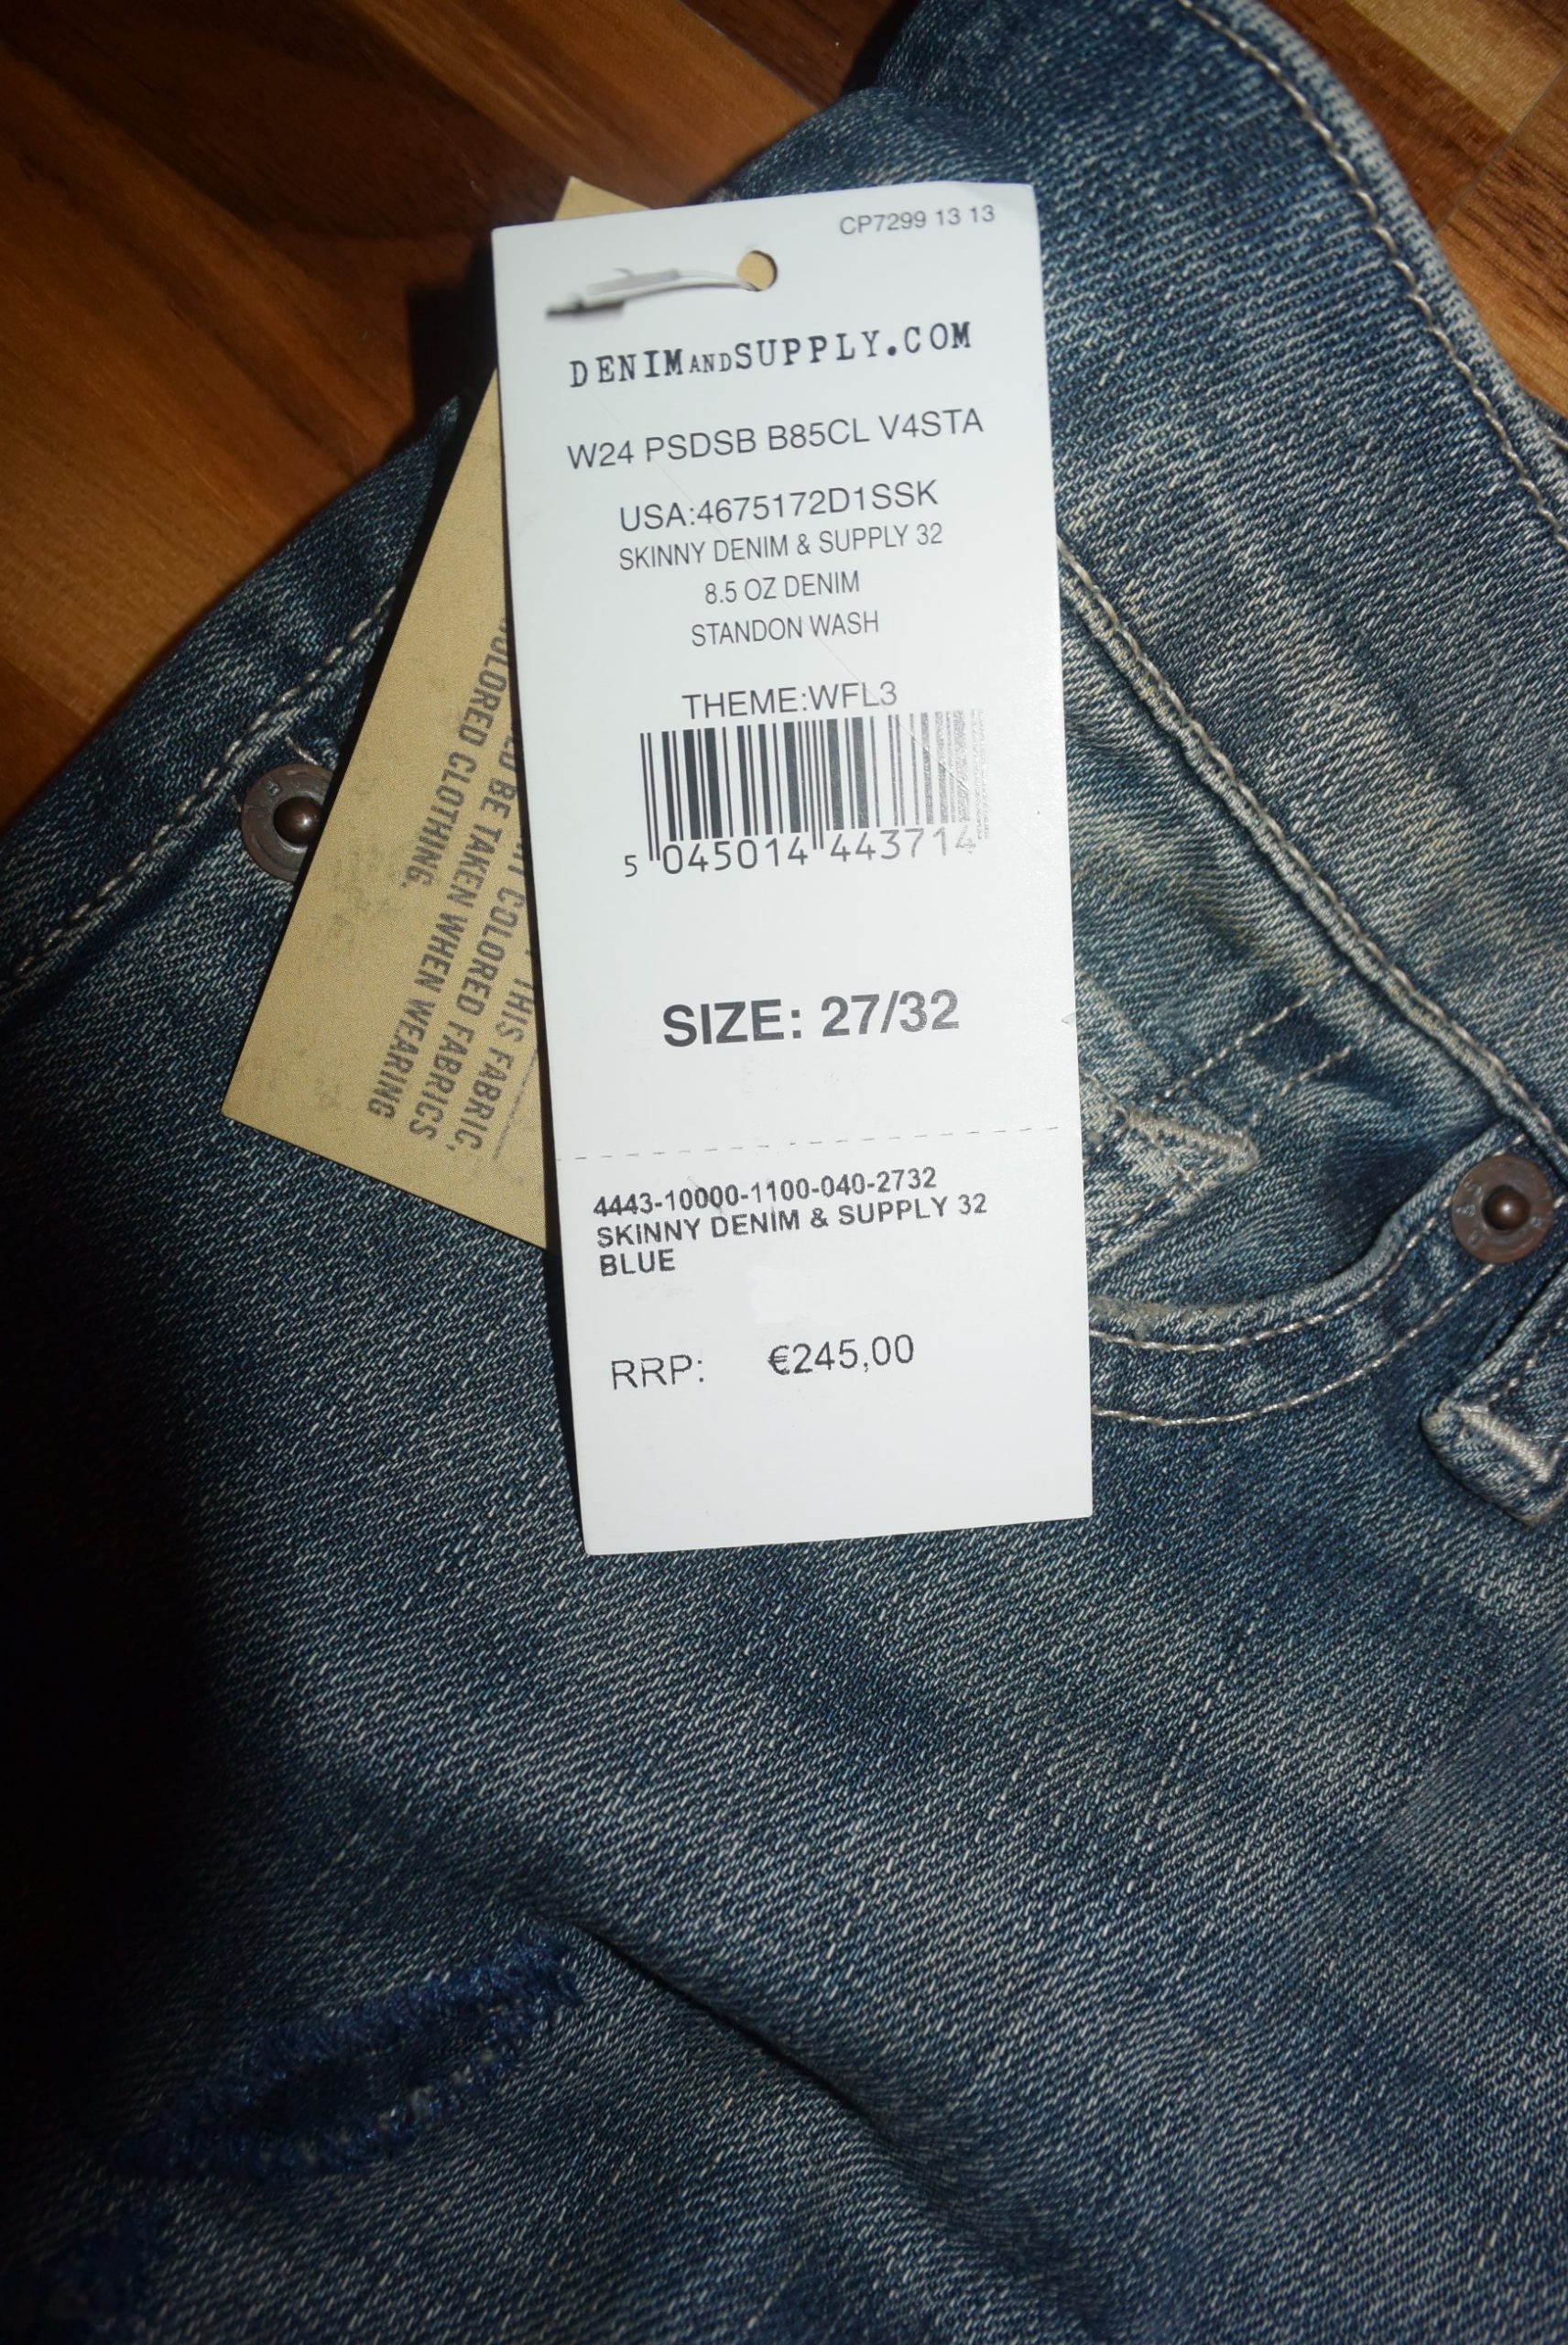 CP7299 13 13
DENIMANDSUPPLY.COM
W24 PSDSB B85CL V4STA
USA:4675172D1SSK
SKINNY DENIM & SUPPLY 32
8.5 OZ DENIM
STANDON WASH
THEME:WFL3
5 045014 443714
SIZE: 27/32
4443-10000-1100-040-2732
SKINNY DENIM & SUPPLY 32
BLUE
RRP: €245,00
THIS FABRIC,
BE TAKEN WHEN COLORED FABRICS
COLORED CLOTHING. WEARING